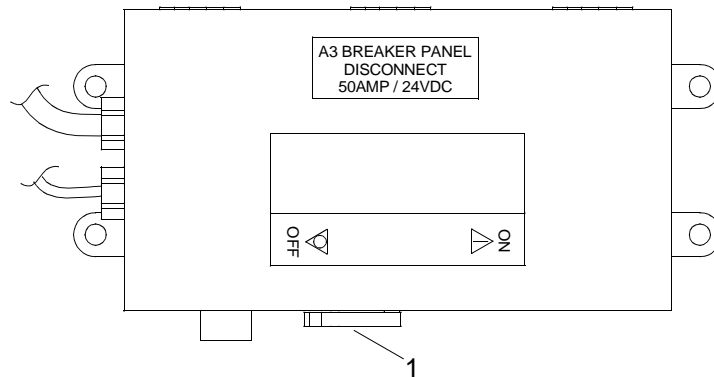 A3 BREAKER PANEL
DISCONNECT
50AMP / 24VDC
OFF
ON
1